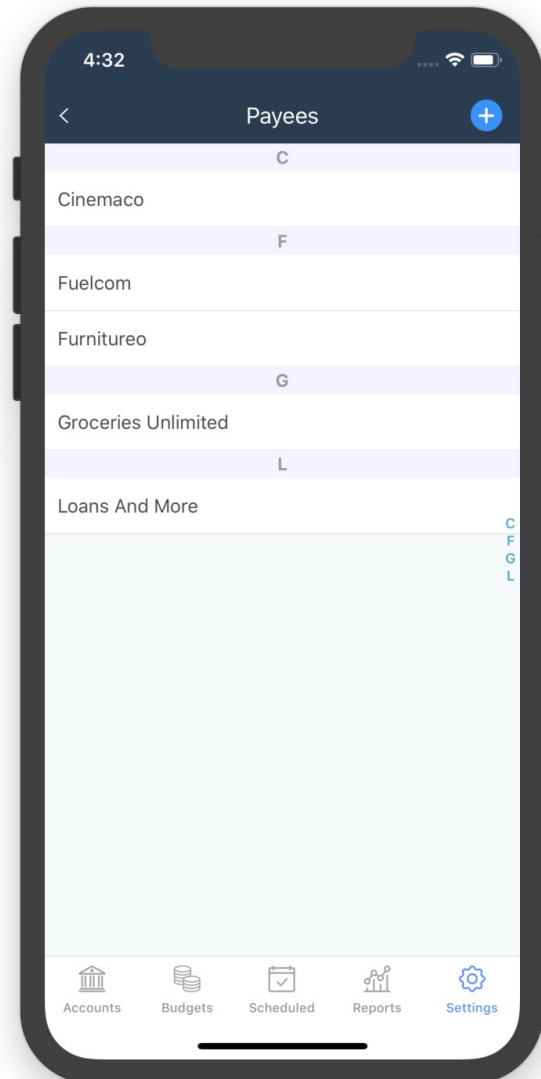 4:32
Payees
C
Cinemaco
F
Fuelcom
Furnitureo
G
Groceries Unlimited
L
Loans And More
C
F
G
L
Accounts Budgets Scheduled Reports Settings